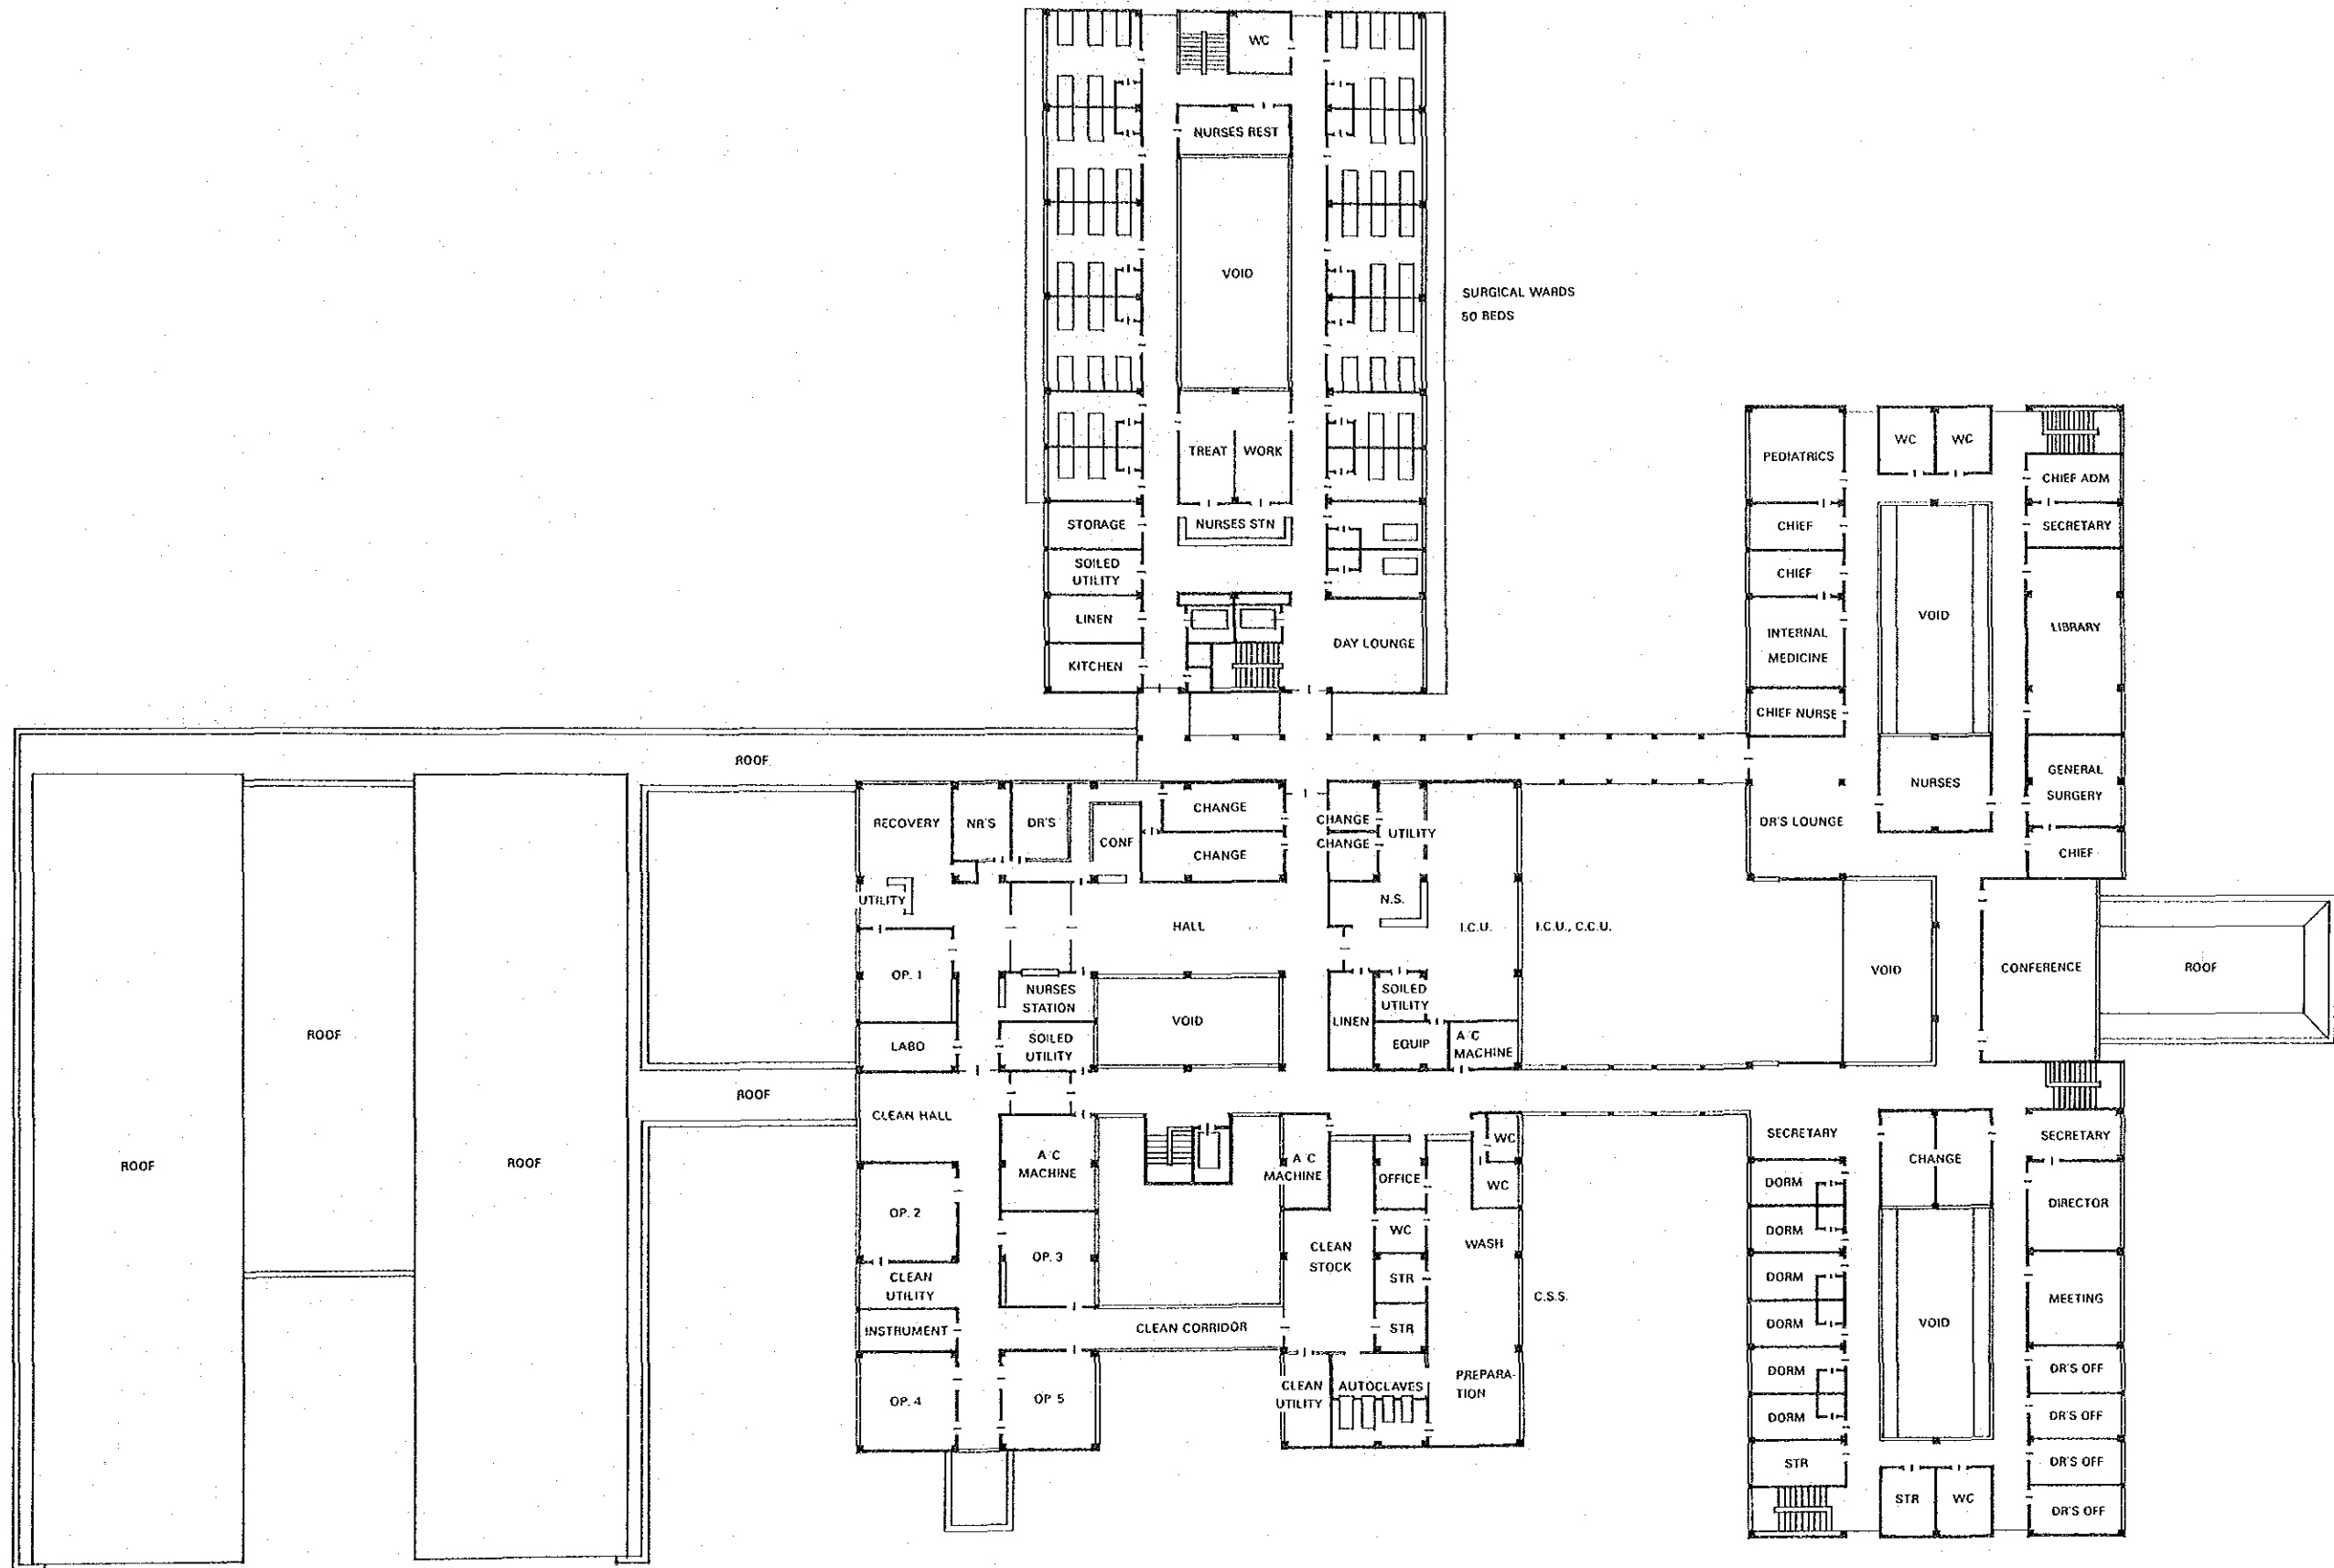 WC
NURSES REST
VOID
SURGICAL WARDS
50 BEDS
TREAT
WORK
STORAGE
NURSES STN
SOILED
UTILITY
LINEN
KITCHEN
DAY LOUNGE
PEDIATRICS
WC
WC
CHIEF ADM
CHIEF
SECRETARY
CHIEF
VOID
LIBRARY
INTERNAL
MEDICINE
CHIEF NURSE
NURSES
GENERAL
SURGERY
DR'S LOUNGE
CHIEF
ROOF
RECOVERY
NR'S
DR'S
CONF
CHANGE
CHANGE
CHANGE
CHANGE
UTILITY
UTILITY
N.S.
HALL
I.C.U.
I.C.U., C.C.U.
OP. 1
NURSES
STATION
VOID
SOILED
UTILITY
LINEN
LABO
SOILED
UTILITY
EQUIP
A/C
MACHINE
VOID
CONFERENCE
ROOF
ROOF
ROOF
ROOF
ROOF
CLEAN HALL
A/C
MACHINE
A/C
MACHINE
OFFICE
WC
WC
OP. 2
OP. 3
CLEAN
STOCK
WC
WASH
STR
CLEAN
UTILITY
INSTRUMENT
CLEAN CORRIDOR
STR
C.S.S.
OP. 4
OP 5
CLEAN
UTILITY
AUTOCLAVES
PREPARA-
TION
SECRETARY
CHANGE
SECRETARY
DORM
DORM
DIRECTOR
DORM
DORM
VOID
MEETING
DORM
DR'S OFF
DORM
DR'S OFF
STR
DR'S OFF
STR
WC
DR'S OFF